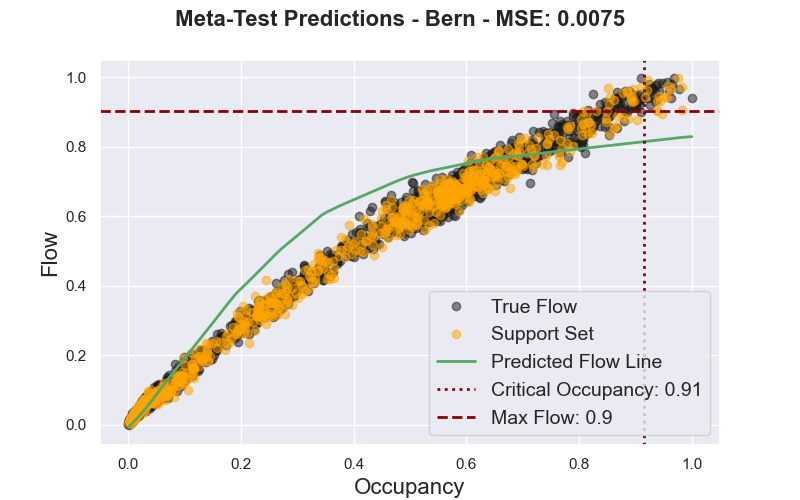 Meta-Test Predictions - Bern - MSE: 0.0075
1.0
0.8
0.6
0.4
0.2
0.0
Flow
True Flow
Support Set
Predicted Flow Line
Critical Occupancy: 0.91
Max Flow: 0.9
0.0 0.2 0.4 0.6 0.8 1.0
Occupancy